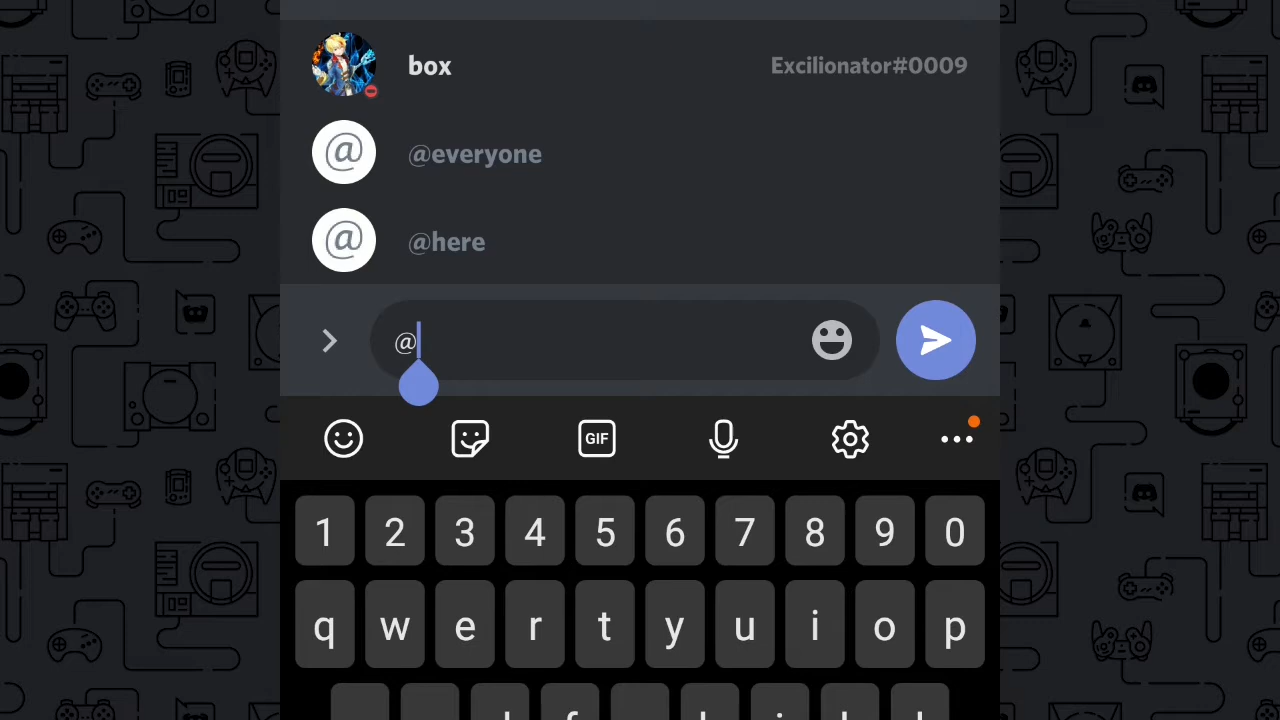 box Excilionator#0009
@ @everyone
@ @here
@
GIF
1 2 3 4 5 6 7 8 9 0
q w e r t y u i o p